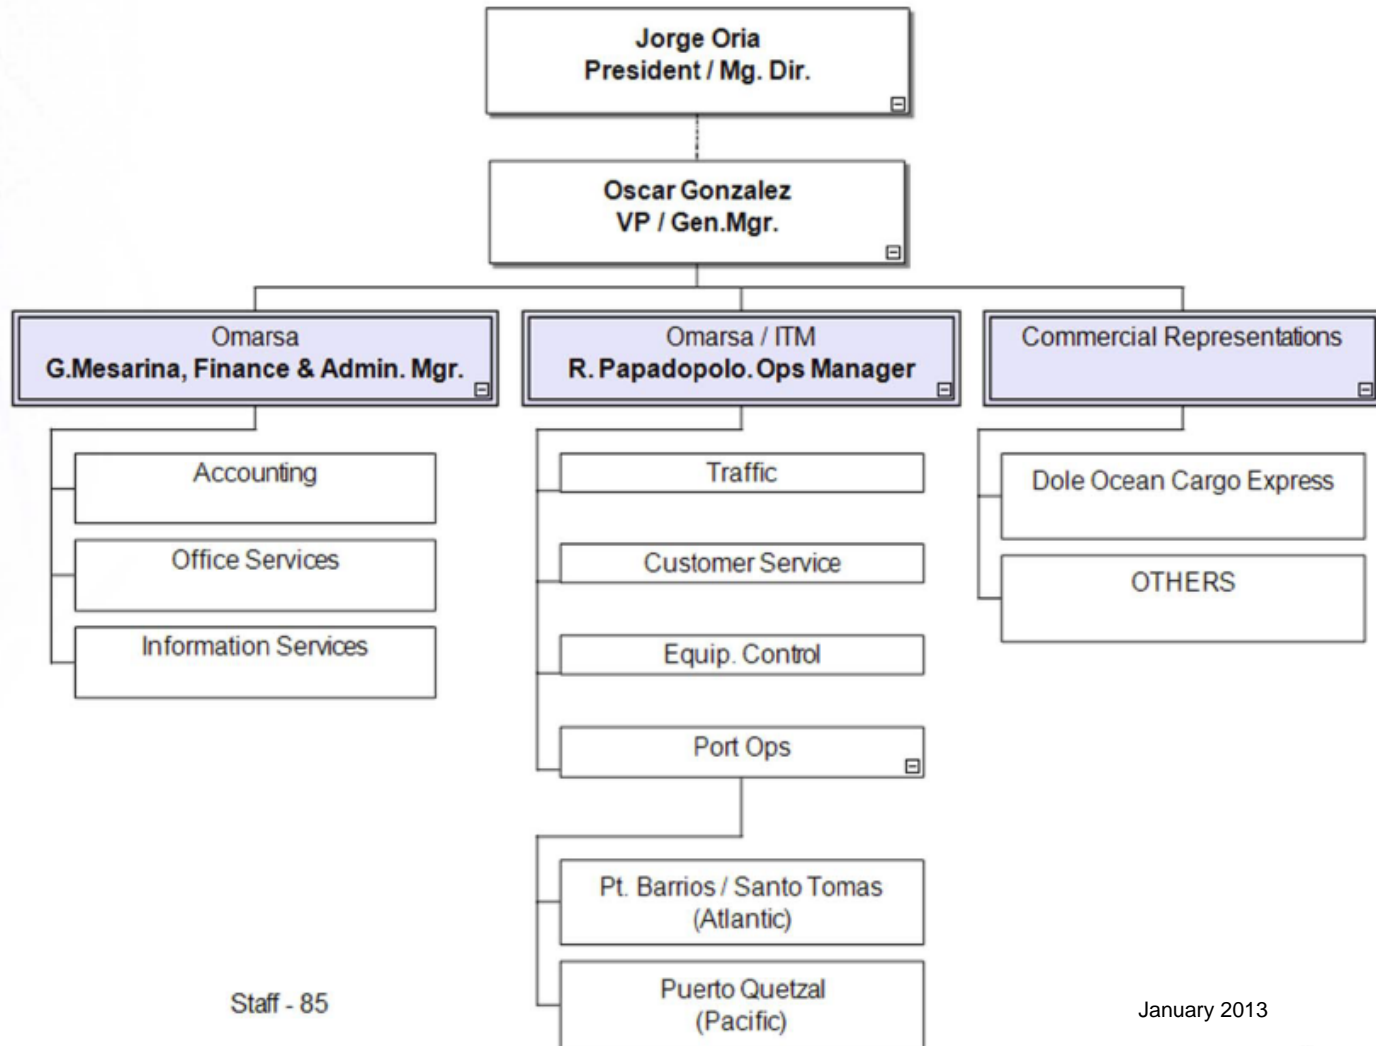 Jorge Oria
President / Mg. Dir.
Oscar Gonzalez
VP / Gen.Mgr.
Omarsa
G.Mesarina, Finance & Admin. Mgr.
Omarsa / ITM
R. Papadopolo. Ops Manager
Commercial Representations
Accounting
Office Services
Information Services
Traffic
Customer Service
Equip. Control
Port Ops
Pt. Barrios / Santo Tomas
(Atlantic)
Puerto Quetzal
(Pacific)
Dole Ocean Cargo Express
OTHERS
Staff - 85
January 2013